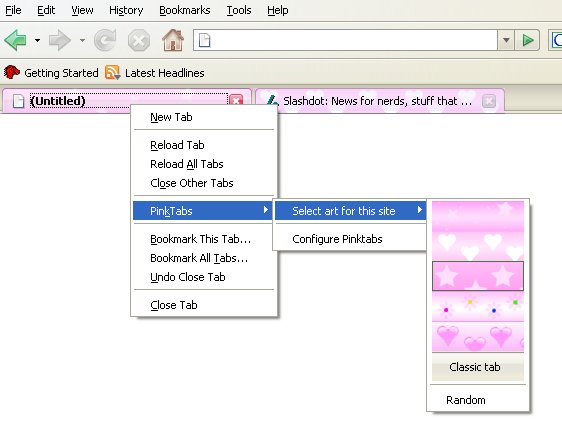 File Edit View History Bookmarks Tools Help
Getting Started Latest Headlines
(Untitled) Slashdot: News for nerds, stuff that ...
New Tab
Reload Tab
Reload All Tabs
Close Other Tabs
PinkTabs Select art for this site
Bookmark This Tab... Configure Pinktabs
Bookmark All Tabs...
Undo Close Tab
Close Tab
Classic tab
Random